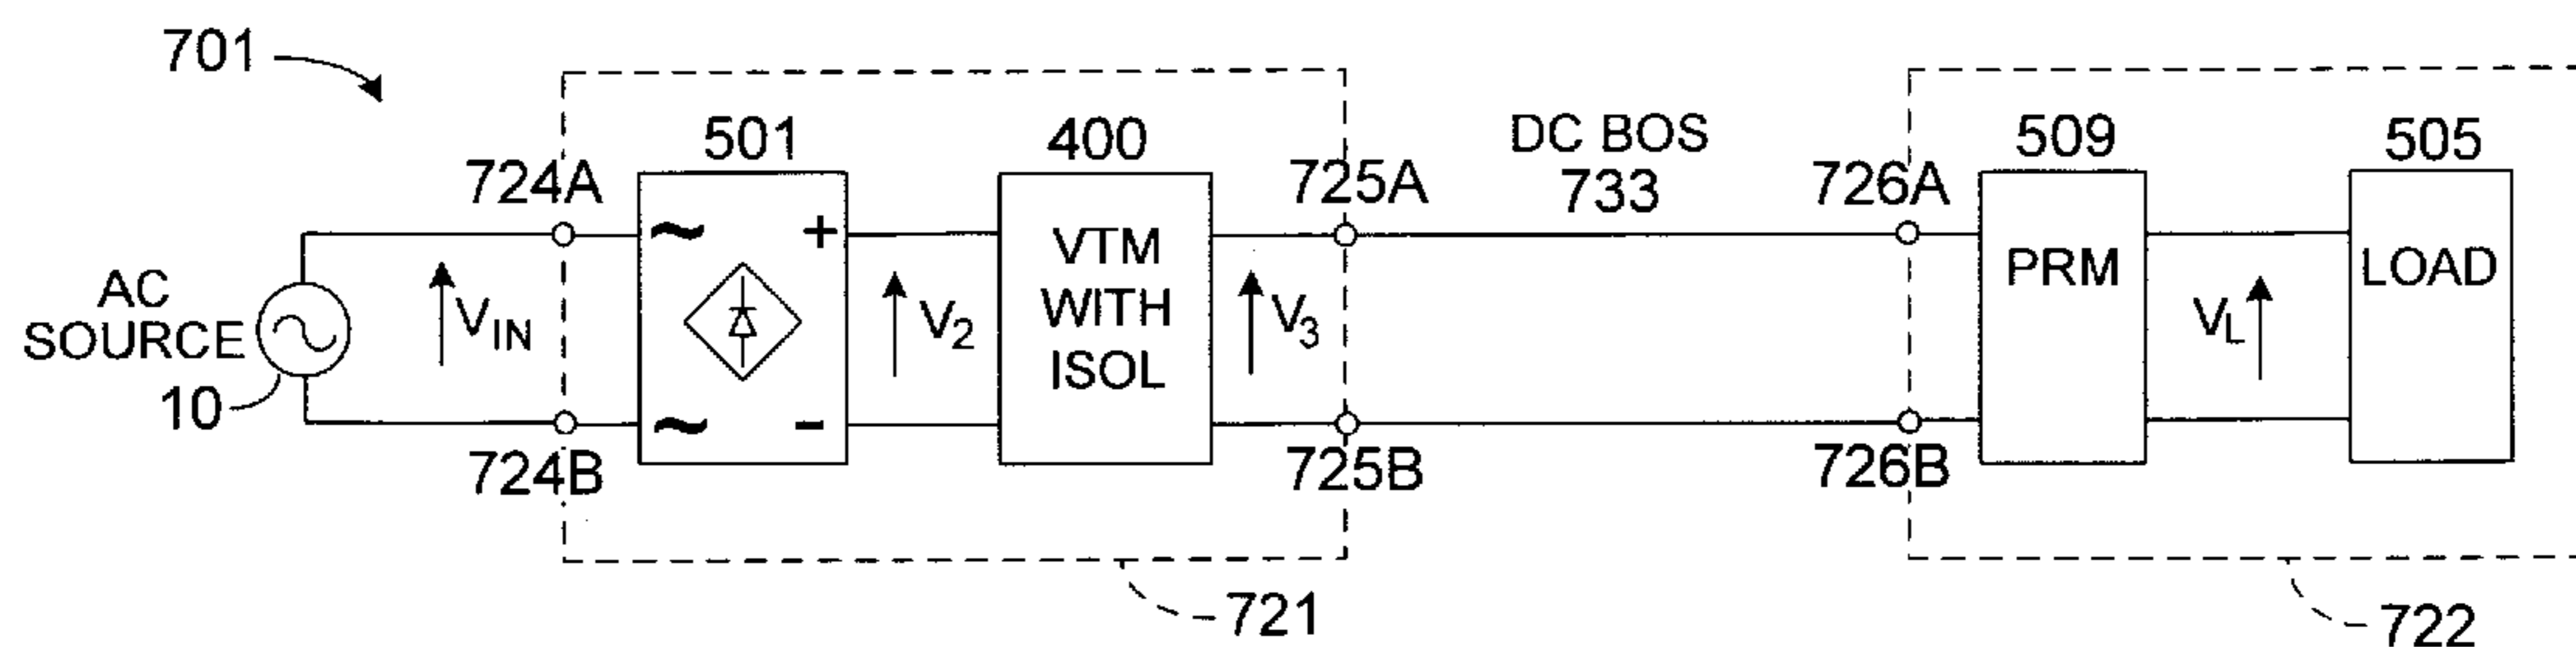 701
AC
SOURCE
10
VIN
724A
724B
501
~ +
~ -
V2
400
VTM
WITH
ISOL
V3
725A
725B
721
DC BOS
733
726A
726B
509
PRM
VL
505
LOAD
722